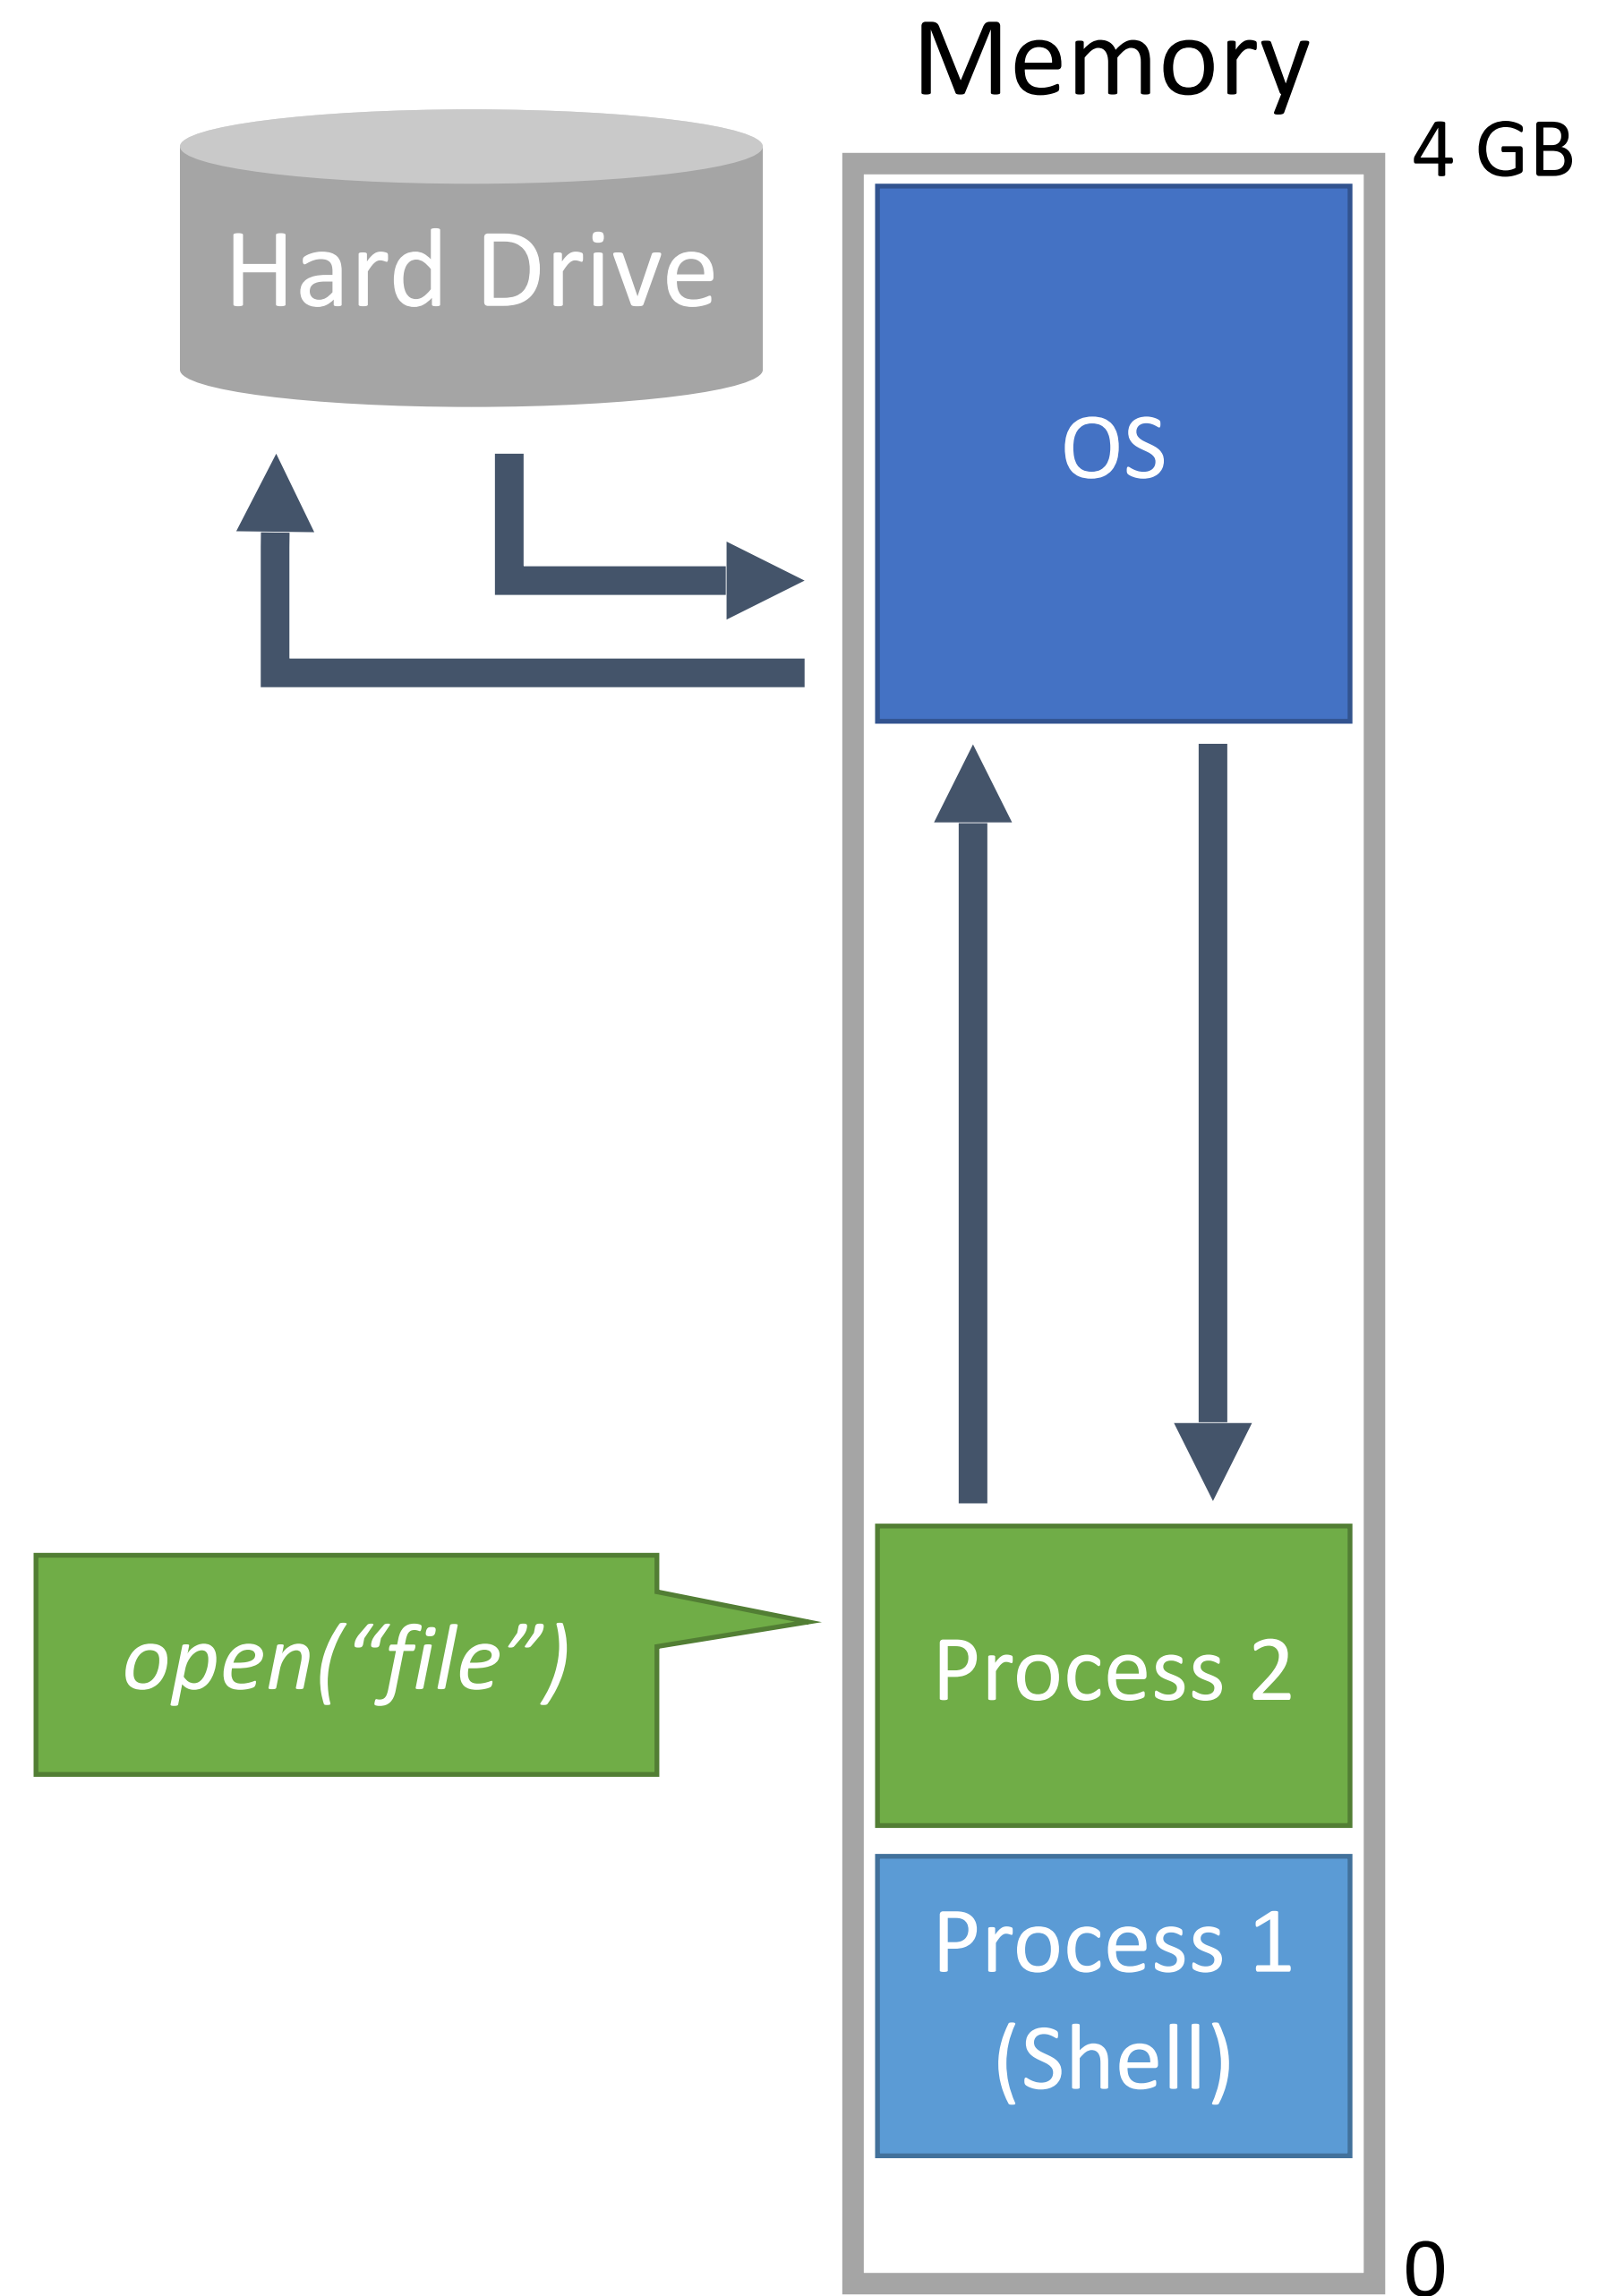 Memory
4 GB
Hard Drive
OS
open(“file”)
Process 2
Process 1
(Shell)
0